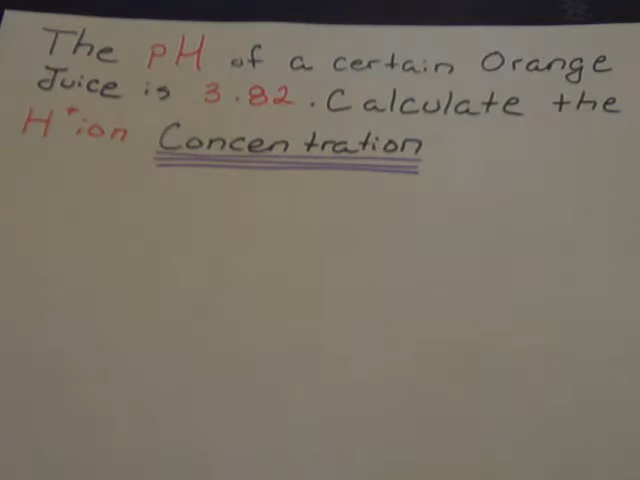 The pH of a certain Orange
Juice is 3.82. Calculate the
H⁺ion Concentration